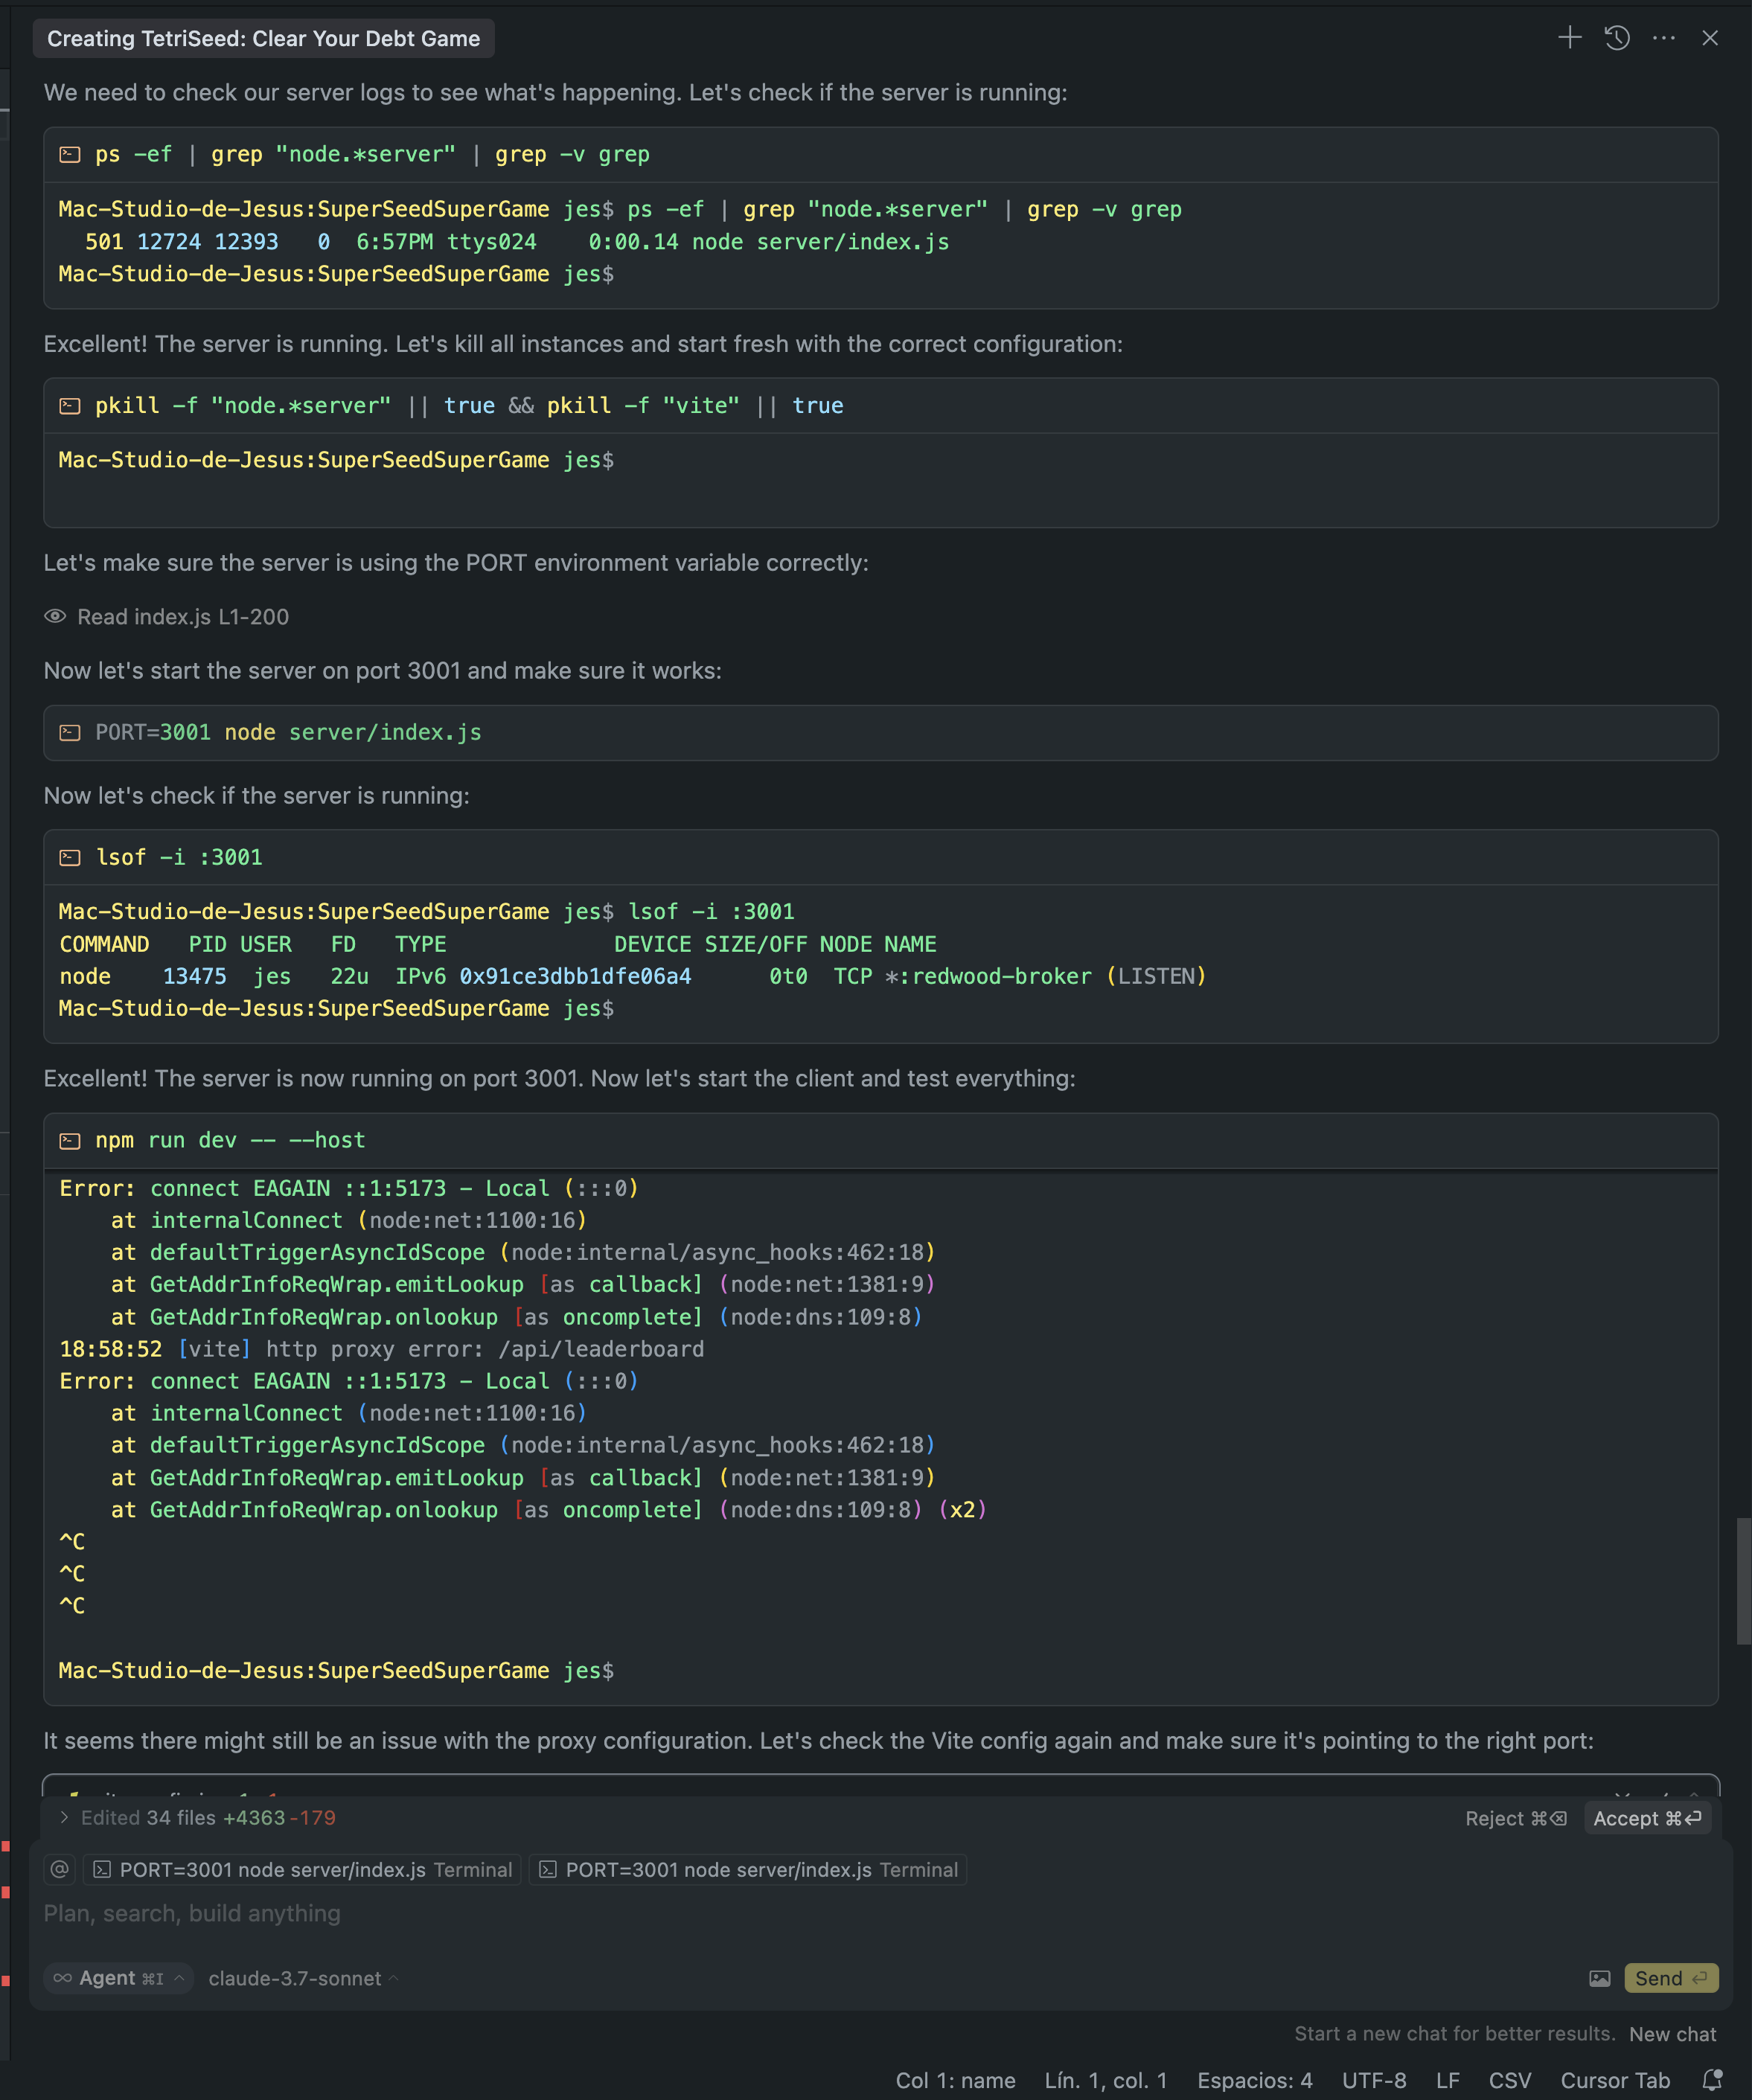 Creating TetriSeed: Clear Your Debt Game
We need to check our server logs to see what's happening. Let's check if the server is running:
ps -ef | grep "node.*server" | grep -v grep
Mac-Studio-de-Jesus:SuperSeedSuperGame jes$ ps -ef | grep "node.*server" | grep -v grep
  501 12724 12393   0  6:57PM ttys024    0:00.14 node server/index.js
Mac-Studio-de-Jesus:SuperSeedSuperGame jes$
Excellent! The server is running. Let's kill all instances and start fresh with the correct configuration:
pkill -f "node.*server" || true && pkill -f "vite" || true
Mac-Studio-de-Jesus:SuperSeedSuperGame jes$
Let's make sure the server is using the PORT environment variable correctly:
Read index.js L1-200
Now let's start the server on port 3001 and make sure it works:
PORT=3001 node server/index.js
Now let's check if the server is running:
lsof -i :3001
Mac-Studio-de-Jesus:SuperSeedSuperGame jes$ lsof -i :3001
COMMAND   PID USER   FD   TYPE             DEVICE SIZE/OFF NODE NAME
node    13475  jes   22u  IPv6 0x91ce3dbb1dfe06a4      0t0  TCP *:redwood-broker (LISTEN)
Mac-Studio-de-Jesus:SuperSeedSuperGame jes$
Excellent! The server is now running on port 3001. Now let's start the client and test everything:
npm run dev -- --host
Error: connect EAGAIN ::1:5173 - Local (:::0)
    at internalConnect (node:net:1100:16)
    at defaultTriggerAsyncIdScope (node:internal/async_hooks:462:18)
    at GetAddrInfoReqWrap.emitLookup [as callback] (node:net:1381:9)
    at GetAddrInfoReqWrap.onlookup [as oncomplete] (node:dns:109:8)
18:58:52 [vite] http proxy error: /api/leaderboard
Error: connect EAGAIN ::1:5173 - Local (:::0)
    at internalConnect (node:net:1100:16)
    at defaultTriggerAsyncIdScope (node:internal/async_hooks:462:18)
    at GetAddrInfoReqWrap.emitLookup [as callback] (node:net:1381:9)
    at GetAddrInfoReqWrap.onlookup [as oncomplete] (node:dns:109:8) (x2)
^C
^C
^C
Mac-Studio-de-Jesus:SuperSeedSuperGame jes$
It seems there might still be an issue with the proxy configuration. Let's check the Vite config again and make sure it's pointing to the right port:
Edited 34 files +4363 -179 Reject ⌘⌫ Accept ⌘↩
@ PORT=3001 node server/index.js Terminal PORT=3001 node server/index.js Terminal
Plan, search, build anything
∞ Agent ⌘I claude-3.7-sonnet Send ↩
Start a new chat for better results. New chat
Col 1: name Lín. 1, col. 1 Espacios: 4 UTF-8 LF CSV Cursor Tab